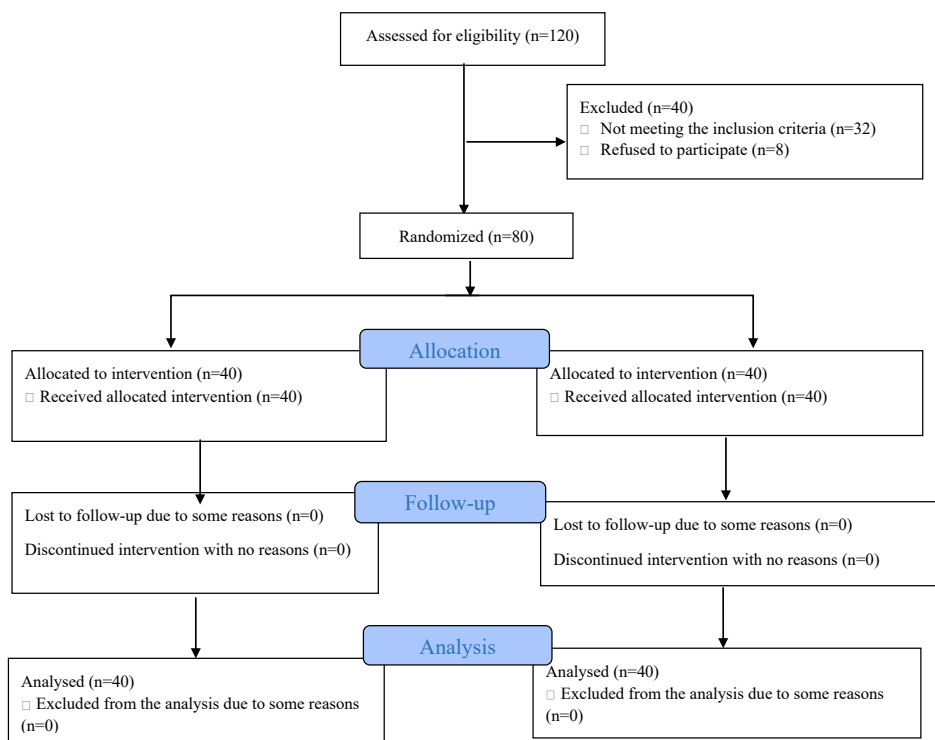 Assessed for eligibility (n=120)
Excluded (n=40)
□ Not meeting the inclusion criteria (n=32)
□ Refused to participate (n=8)
Randomized (n=80)
Allocation
Allocated to intervention (n=40)
□ Received allocated intervention (n=40)
Allocated to intervention (n=40)
□ Received allocated intervention (n=40)
Follow-up
Lost to follow-up due to some reasons (n=0)
Discontinued intervention with no reasons (n=0)
Lost to follow-up due to some reasons (n=0)
Discontinued intervention with no reasons (n=0)
Analysis
Analysed (n=40)
□ Excluded from the analysis due to some reasons
(n=0)
Analysed (n=40)
□ Excluded from the analysis due to some reasons
(n=0)